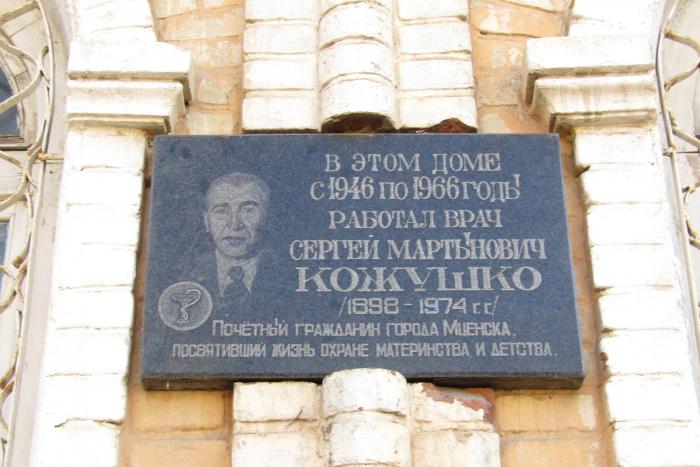 В ЭТОМ ДОМЕ
С 1946 ПО 1966 ГОДЫ
РАБОТАЛ ВРАЧ
СЕРГЕЙ МАРТЫНОВИЧ
КОЖУШКО
/1898 - 1974 г.г/
ПОЧЁТНЫЙ ГРАЖДАНИН ГОРОДА МЦЕНСКА,
ПОСВЯТИВШИЙ ЖИЗНЬ ОХРАНЕ МАТЕРИНСТВА И ДЕТСТВА.